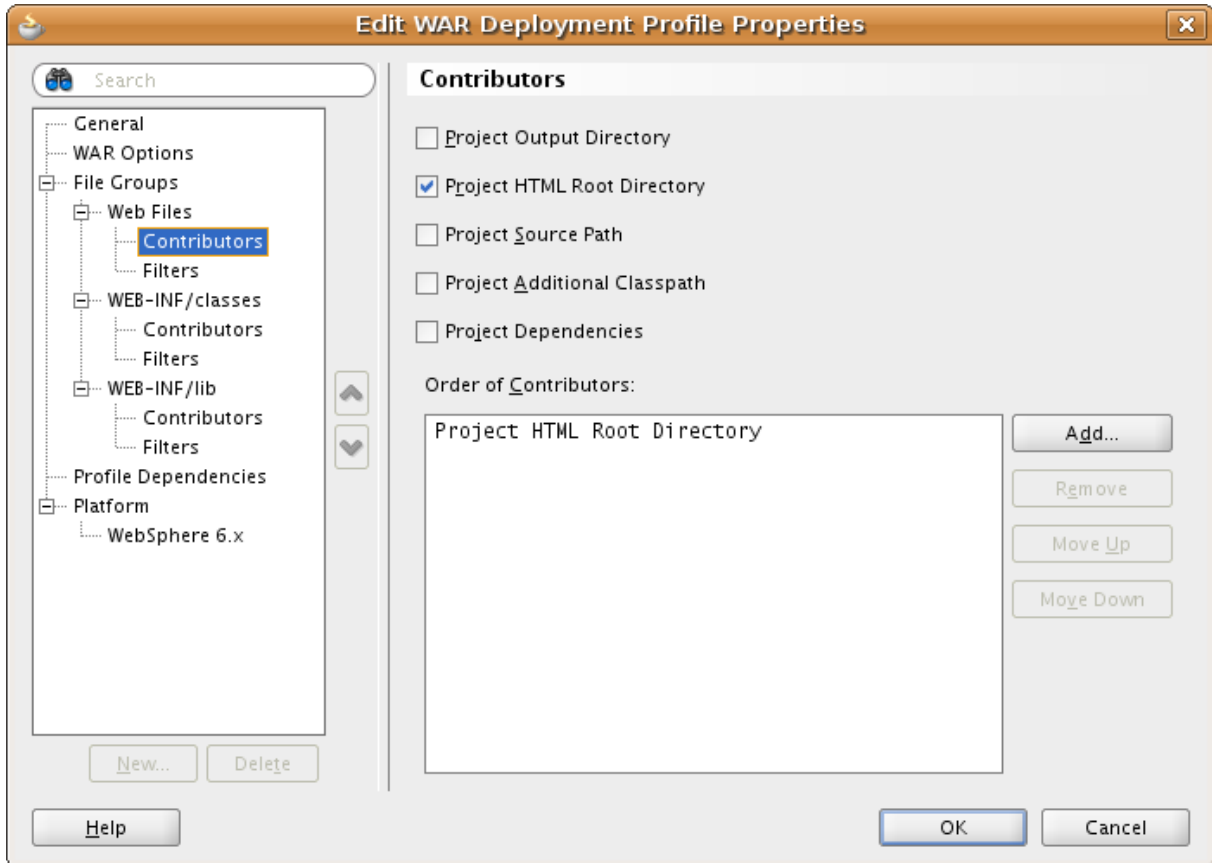 Edit WAR Deployment Profile Properties
Search
General
WAR Options
File Groups
Web Files
Contributors
Filters
WEB-INF/classes
Contributors
Filters
WEB-INF/lib
Contributors
Filters
Profile Dependencies
Platform
WebSphere 6.x
New...
Delete
Contributors
Project Output Directory
Project HTML Root Directory
Project Source Path
Project Additional Classpath
Project Dependencies
Order of Contributors:
Project HTML Root Directory
Add...
Remove
Move Up
Move Down
Help
OK
Cancel